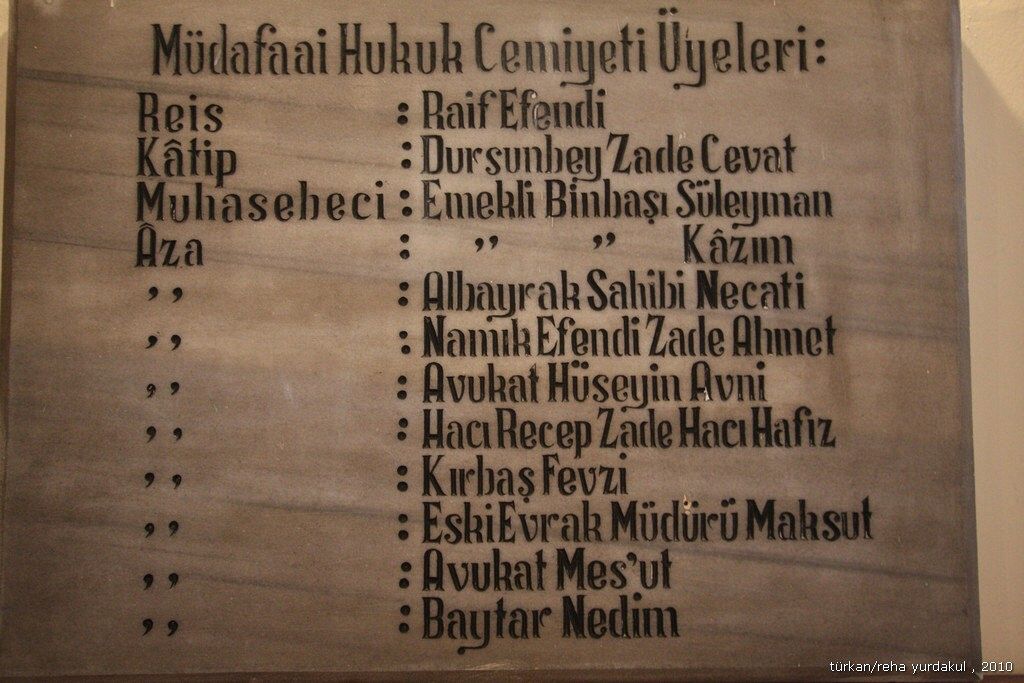 Müdafaai Hukuk Cemiyeti Üyeleri:
Reis : Raif Efendi
Kâtip : Dursunbey Zade Cevat
Muhasebeci : Emekli Binbaşı Süleyman
Âza : ,, ,, Kâzım
,, : Albayrak Sahibi Necati
,, : Namık Efendi Zade Ahmet
,, : Avukat Hüseyin Avni
,, : Hacı Recep Zade Hacı Hafız
,, : Kırbaş Fevzi
,, : Eski Evrak Müdürü Maksut
,, : Avukat Mes'ut
,, : Baytar Nedim
türkan/reha yurdakul , 2010